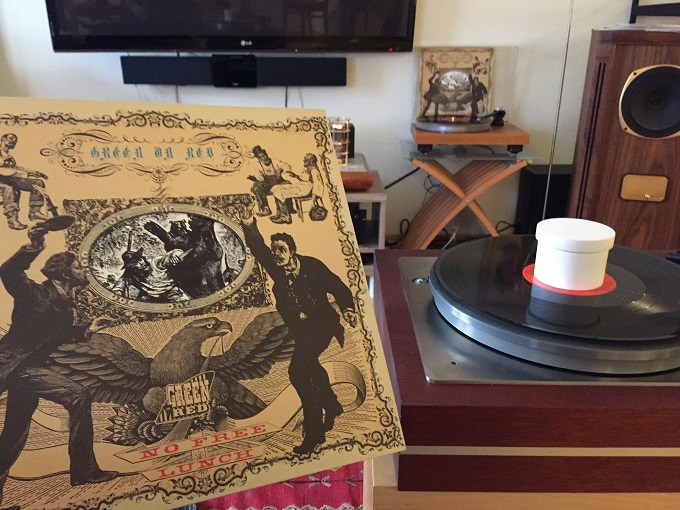 LG
GREEN ON RED
GREEN
ON
RED
NO FREE
LUNCH